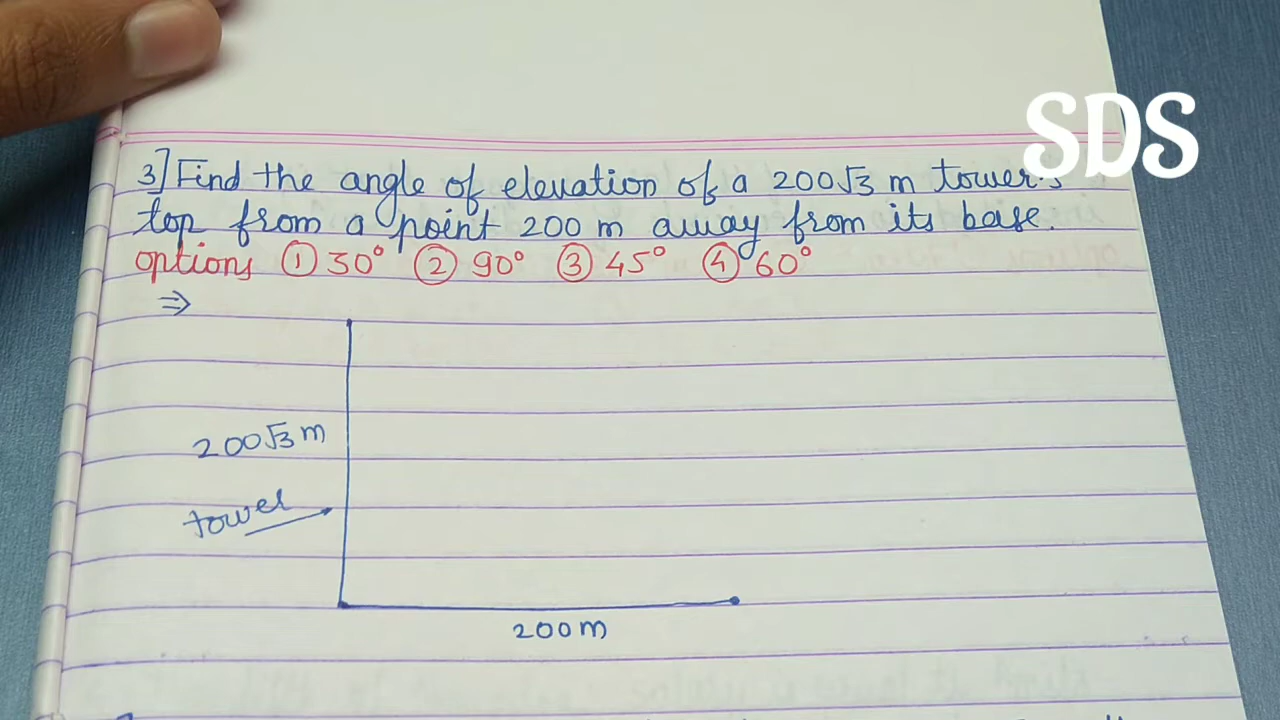 SDS
3] Find the angle of elevation of a 200√3 m tower's
top from a point 200 m away from its base.
options ① 30° ② 90° ③ 45° ④ 60°
⇒
200√3 m
tower
200m